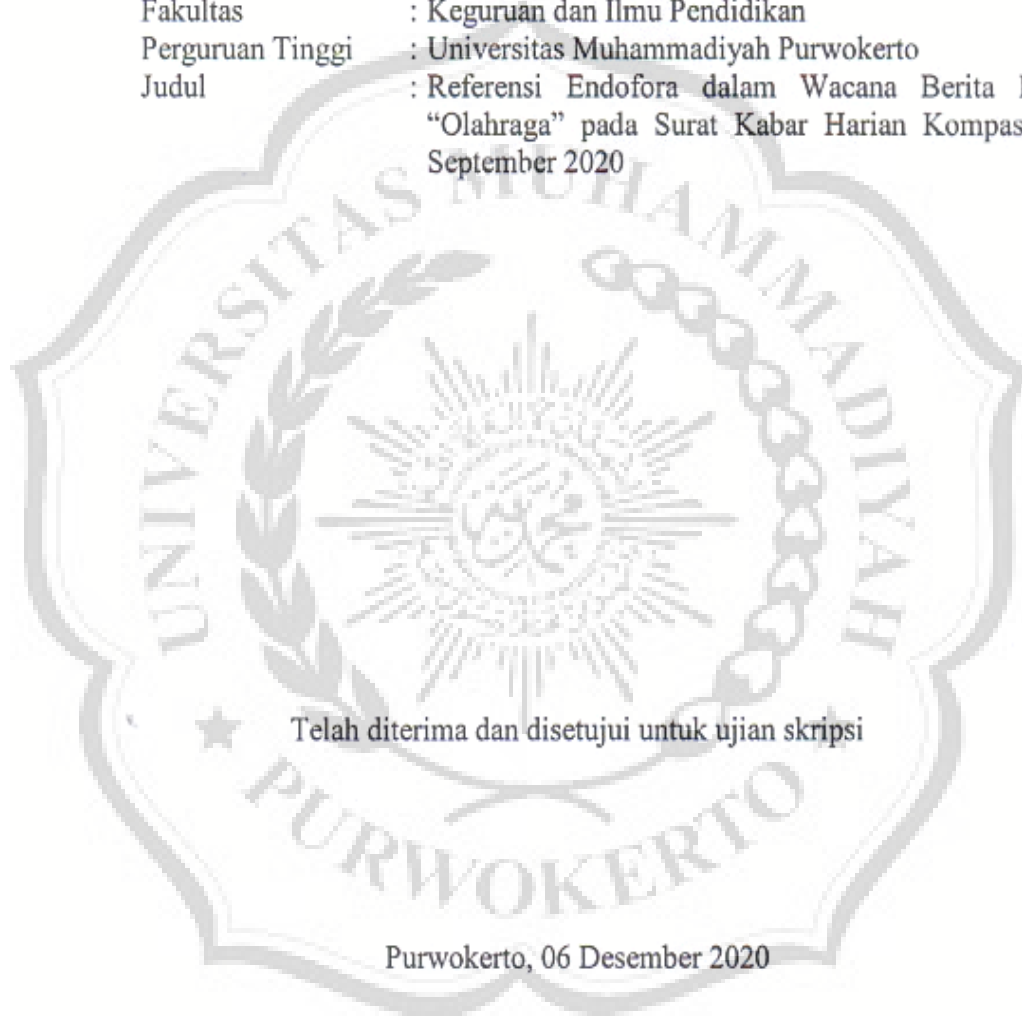 Fakultas : Keguruan dan Ilmu Pendidikan
Perguruan Tinggi : Universitas Muhammadiyah Purwokerto
Judul : Referensi Endofora dalam Wacana Berita
“Olahraga” pada Surat Kabar Harian Kompas
September 2020
UNIVERSITAS MUHAMMADIYAH
Telah diterima dan disetujui untuk ujian skripsi
PURWOKERTO
Purwokerto, 06 Desember 2020